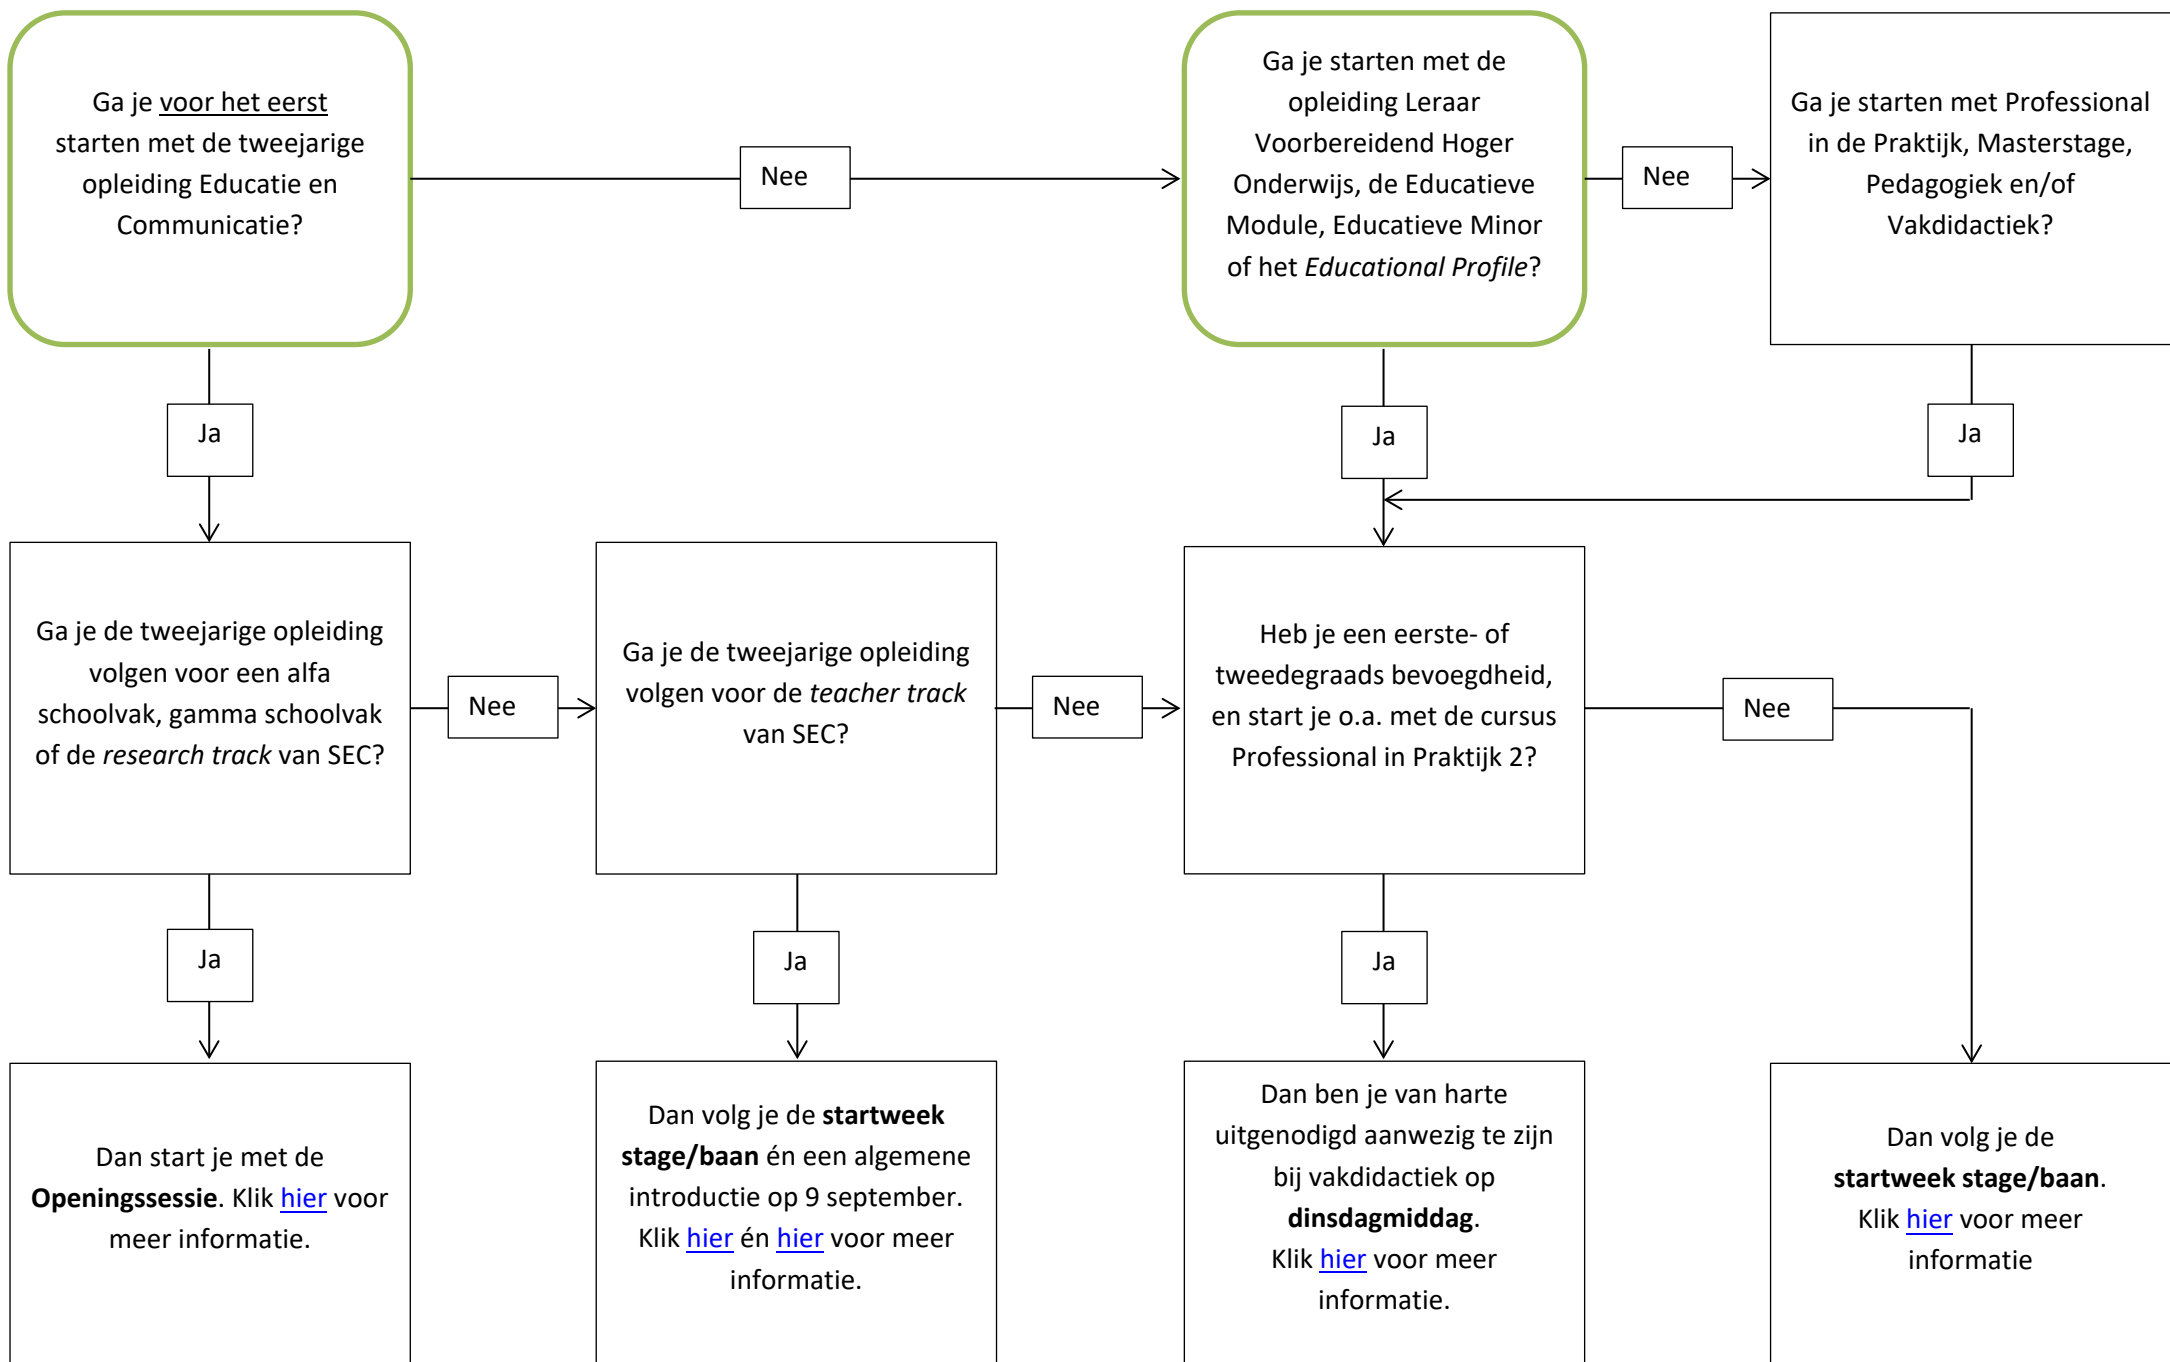 Ga je voor het eerst
starten met de tweejarige
opleiding Educatie en
Communicatie?
Nee
Ga je starten met de
opleiding Leraar
Voorbereidend Hoger
Onderwijs, de Educatieve
Module, Educatieve Minor
of het Educational Profile?
Nee
Ga je starten met Professional
in de Praktijk, Masterstage,
Pedagogiek en/of
Vakdidactiek?
Ja
Ja
Ja
Ga je de tweejarige opleiding
volgen voor een alfa
schoolvak, gamma schoolvak
of de research track van SEC?
Nee
Ga je de tweejarige opleiding
volgen voor de teacher track
van SEC?
Nee
Heb je een eerste- of
tweedegraads bevoegdheid,
en start je o.a. met de cursus
Professional in Praktijk 2?
Nee
Ja
Ja
Ja
Dan start je met de
Openingssessie. Klik hier voor
meer informatie.
Dan volg je de startweek
stage/baan én een algemene
introductie op 9 september.
Klik hier én hier voor meer
informatie.
Dan ben je van harte
uitgenodigd aanwezig te zijn
bij vakdidactiek op
dinsdagmiddag.
Klik hier voor meer
informatie.
Dan volg je de
startweek stage/baan.
Klik hier voor meer
informatie